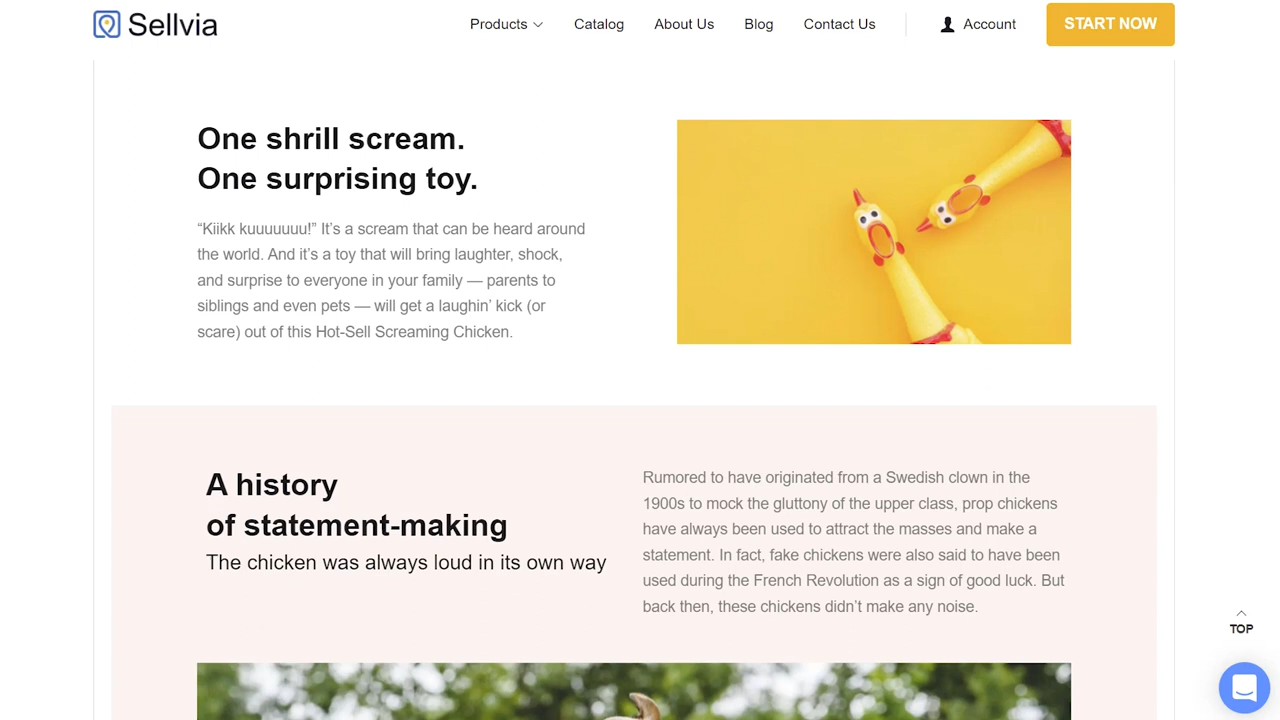 Sellvia
Products
Catalog
About Us
Blog
Contact Us
Account
START NOW
One shrill scream.
One surprising toy.
“Kiikk kuuuuuuu!” It’s a scream that can be heard around
the world. And it’s a toy that will bring laughter, shock,
and surprise to everyone in your family — parents to
siblings and even pets — will get a laughin’ kick (or
scare) out of this Hot-Sell Screaming Chicken.
A history
of statement-making
The chicken was always loud in its own way
Rumored to have originated from a Swedish clown in the
1900s to mock the gluttony of the upper class, prop chickens
have always been used to attract the masses and make a
statement. In fact, fake chickens were also said to have been
used during the French Revolution as a sign of good luck. But
back then, these chickens didn’t make any noise.
TOP